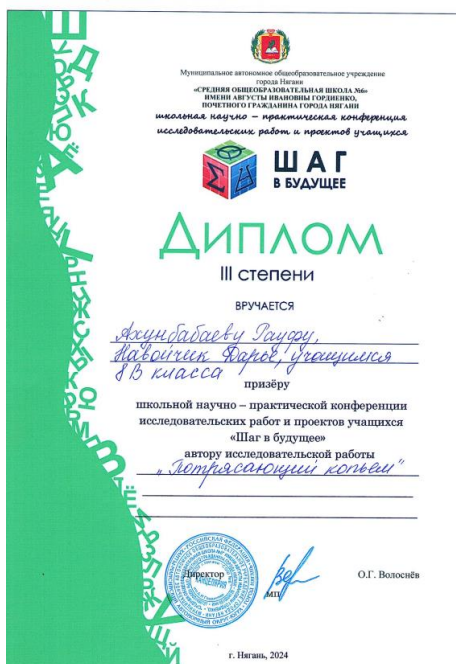 Муниципальное автономное общеобразовательное учреждение
города Нягани
«СРЕДНЯЯ ОБЩЕОБРАЗОВАТЕЛЬНАЯ ШКОЛА №6»
ИМЕНИ АВГУСТЫ ИВАНОВНЫ ГОРДИЕНКО,
ПОЧЕТНОГО ГРАЖДАНИНА ГОРОДА НЯГАНИ
школьная научно – практическая конференция
исследовательских работ и проектов учащихся
ШАГ
В БУДУЩЕЕ
ДИПЛОМ
III степени
ВРУЧАЕТСЯ
Ахунбабаеву Рауфу,
Навойчик Дарье, учащимся
8В класса
призёру
школьной научно – практической конференции
исследовательских работ и проектов учащихся
«Шаг в будущее»
автору исследовательской работы
„Потрясающий копьем"
Директор
О.Г. Волоснёв
МП
г. Нягань, 2024